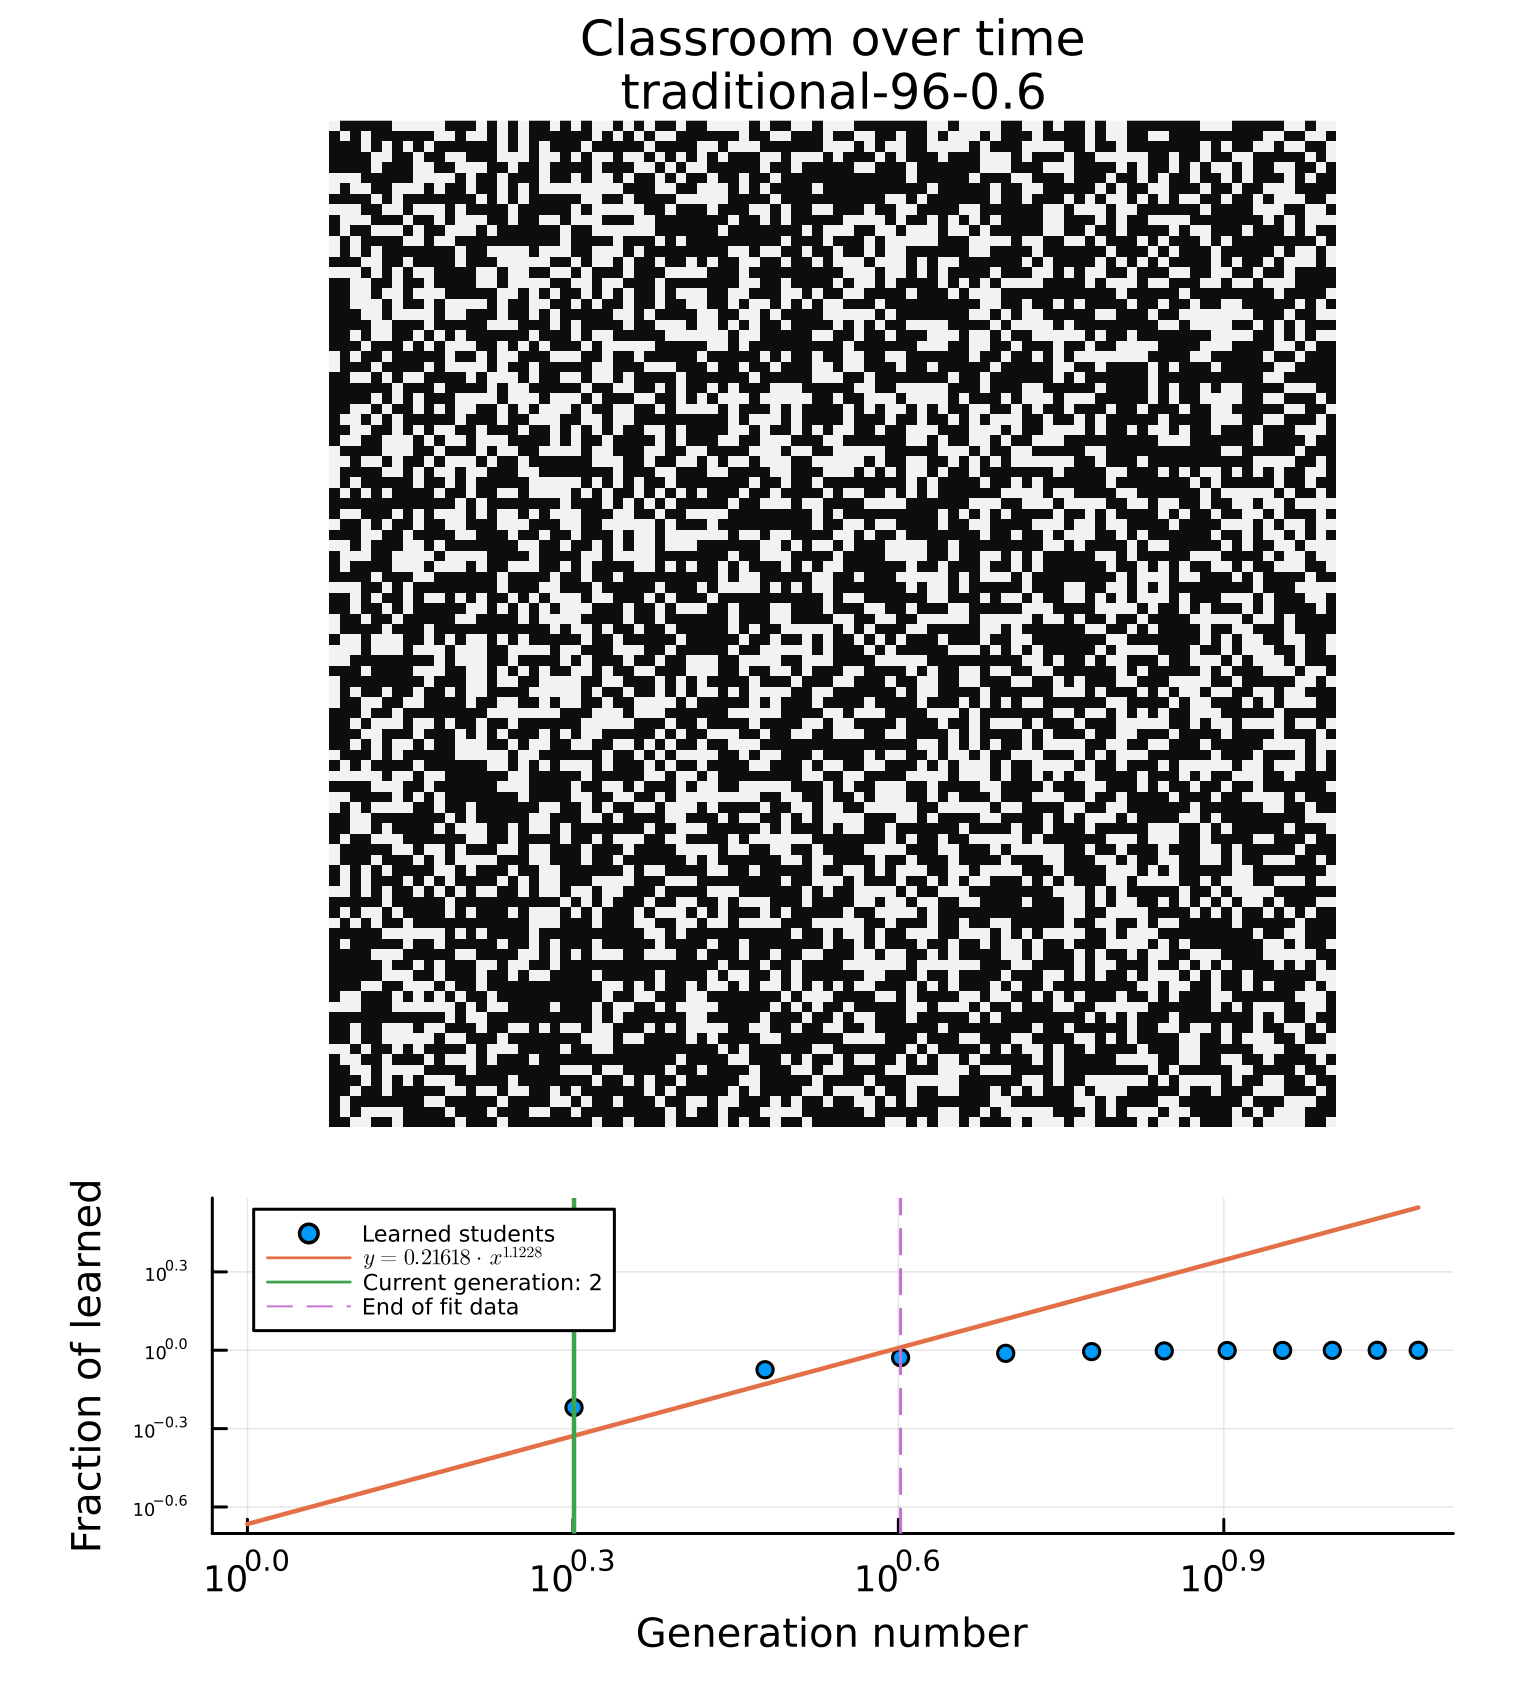 Classroom over time
traditional-96-0.6
Fraction of learned
10^0.3
10^0.0
10^−0.3
10^−0.6
Learned students
y = 0.21618 · x^1.1228
Current generation: 2
End of fit data
10^0.0 10^0.3 10^0.6 10^0.9
Generation number